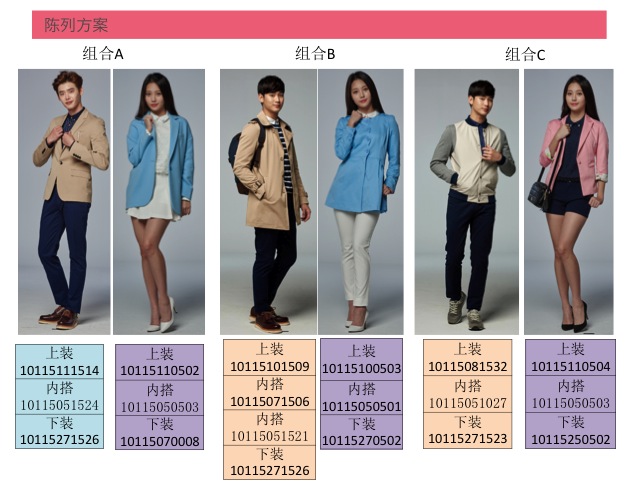 陈列方案
组合A
组合B
组合C
上装
10115111514
内搭
10115051524
下装
10115271526
上装
10115110502
内搭
10115050503
下装
10115070008
上装
10115101509
内搭
10115071506
内搭
10115051521
下装
10115271526
上装
10115100503
内搭
10115050501
下装
10115270502
上装
10115081532
内搭
10115051027
下装
10115271523
上装
10115110504
内搭
10115050503
下装
10115250502